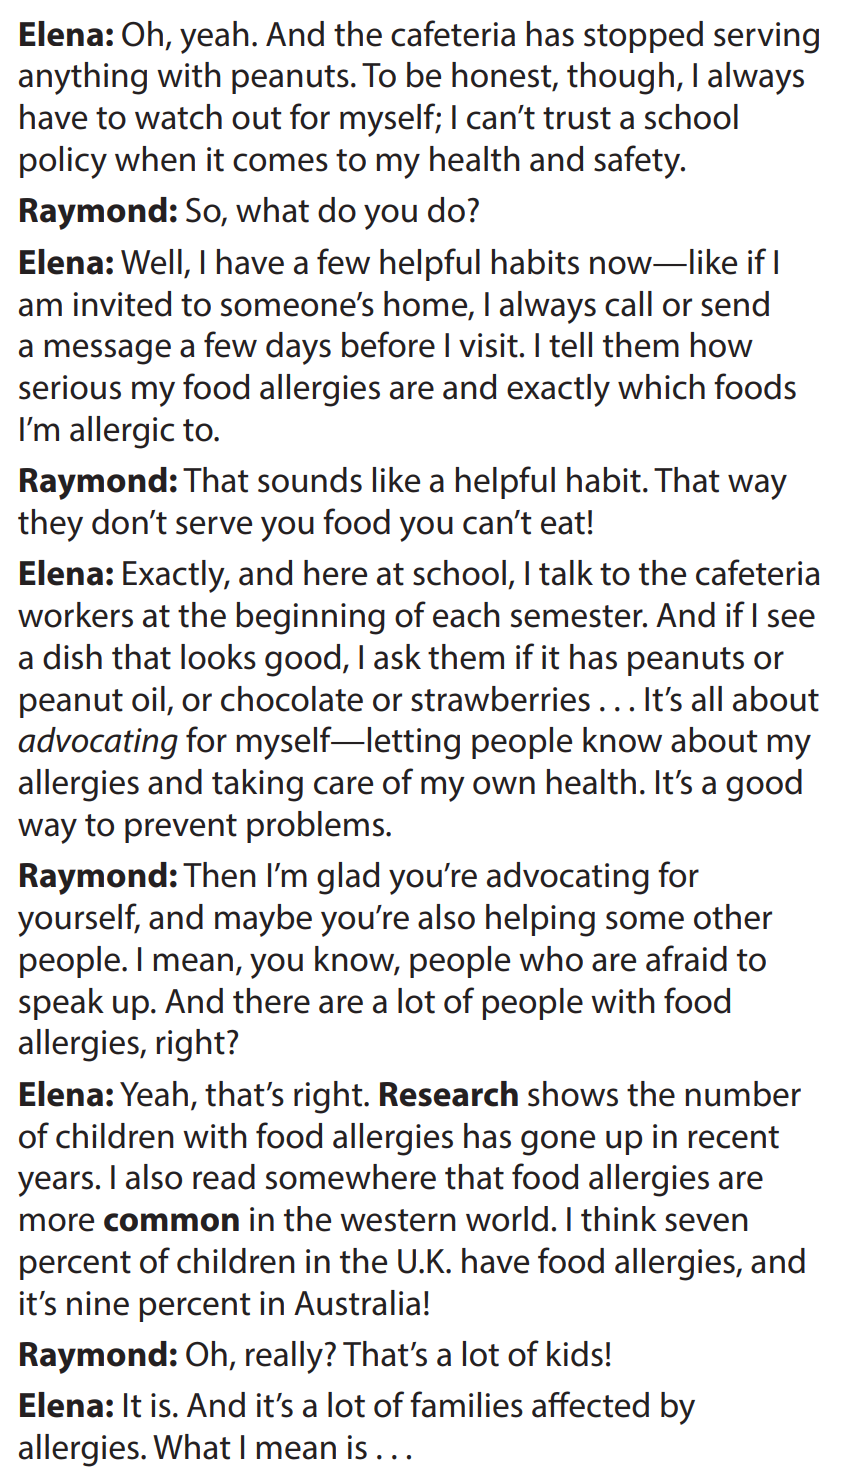 Elena: Oh, yeah. And the cafeteria has stopped serving
anything with peanuts. To be honest, though, I always
have to watch out for myself; I can’t trust a school
policy when it comes to my health and safety.
Raymond: So, what do you do?
Elena: Well, I have a few helpful habits now—like if I
am invited to someone’s home, I always call or send
a message a few days before I visit. I tell them how
serious my food allergies are and exactly which foods
I’m allergic to.
Raymond: That sounds like a helpful habit. That way
they don’t serve you food you can’t eat!
Elena: Exactly, and here at school, I talk to the cafeteria
workers at the beginning of each semester. And if I see
a dish that looks good, I ask them if it has peanuts or
peanut oil, or chocolate or strawberries . . . It’s all about
advocating for myself—letting people know about my
allergies and taking care of my own health. It’s a good
way to prevent problems.
Raymond: Then I’m glad you’re advocating for
yourself, and maybe you’re also helping some other
people. I mean, you know, people who are afraid to
speak up. And there are a lot of people with food
allergies, right?
Elena: Yeah, that’s right. Research shows the number
of children with food allergies has gone up in recent
years. I also read somewhere that food allergies are
more common in the western world. I think seven
percent of children in the U.K. have food allergies, and
it’s nine percent in Australia!
Raymond: Oh, really? That’s a lot of kids!
Elena: It is. And it’s a lot of families affected by
allergies. What I mean is . . .